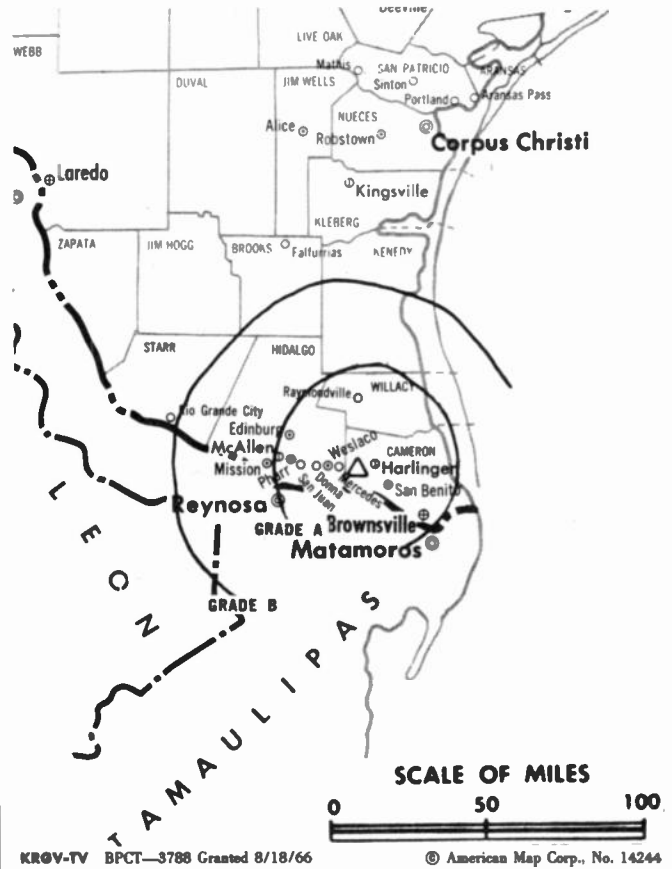 LIVE OAK
WEBB
Mathis
SAN PATRICIO
ARANSAS
DUVAL
JIM WELLS
Sinton
Portland
Aransas Pass
NUECES
Alice
Robstown
Corpus Christi
Laredo
Kingsville
KLEBERG
ZAPATA
JIM HOGG
BROOKS
Falfurrias
KENEDY
STARR
HIDALGO
Raymondville
WILLACY
Rio Grande City
Edinburg
McAllen
Weslaco
CAMERON
Mission
Pharr
Harlingen
San Juan
Donna
Mercedes
San Benito
Reynosa
GRADE A
Brownsville
Matamoros
GRADE B
LEON
TAMAULIPAS
SCALE OF MILES
0 50 100
KRGV-TV BPCT—3788 Granted 8/18/66
© American Map Corp., No. 14244